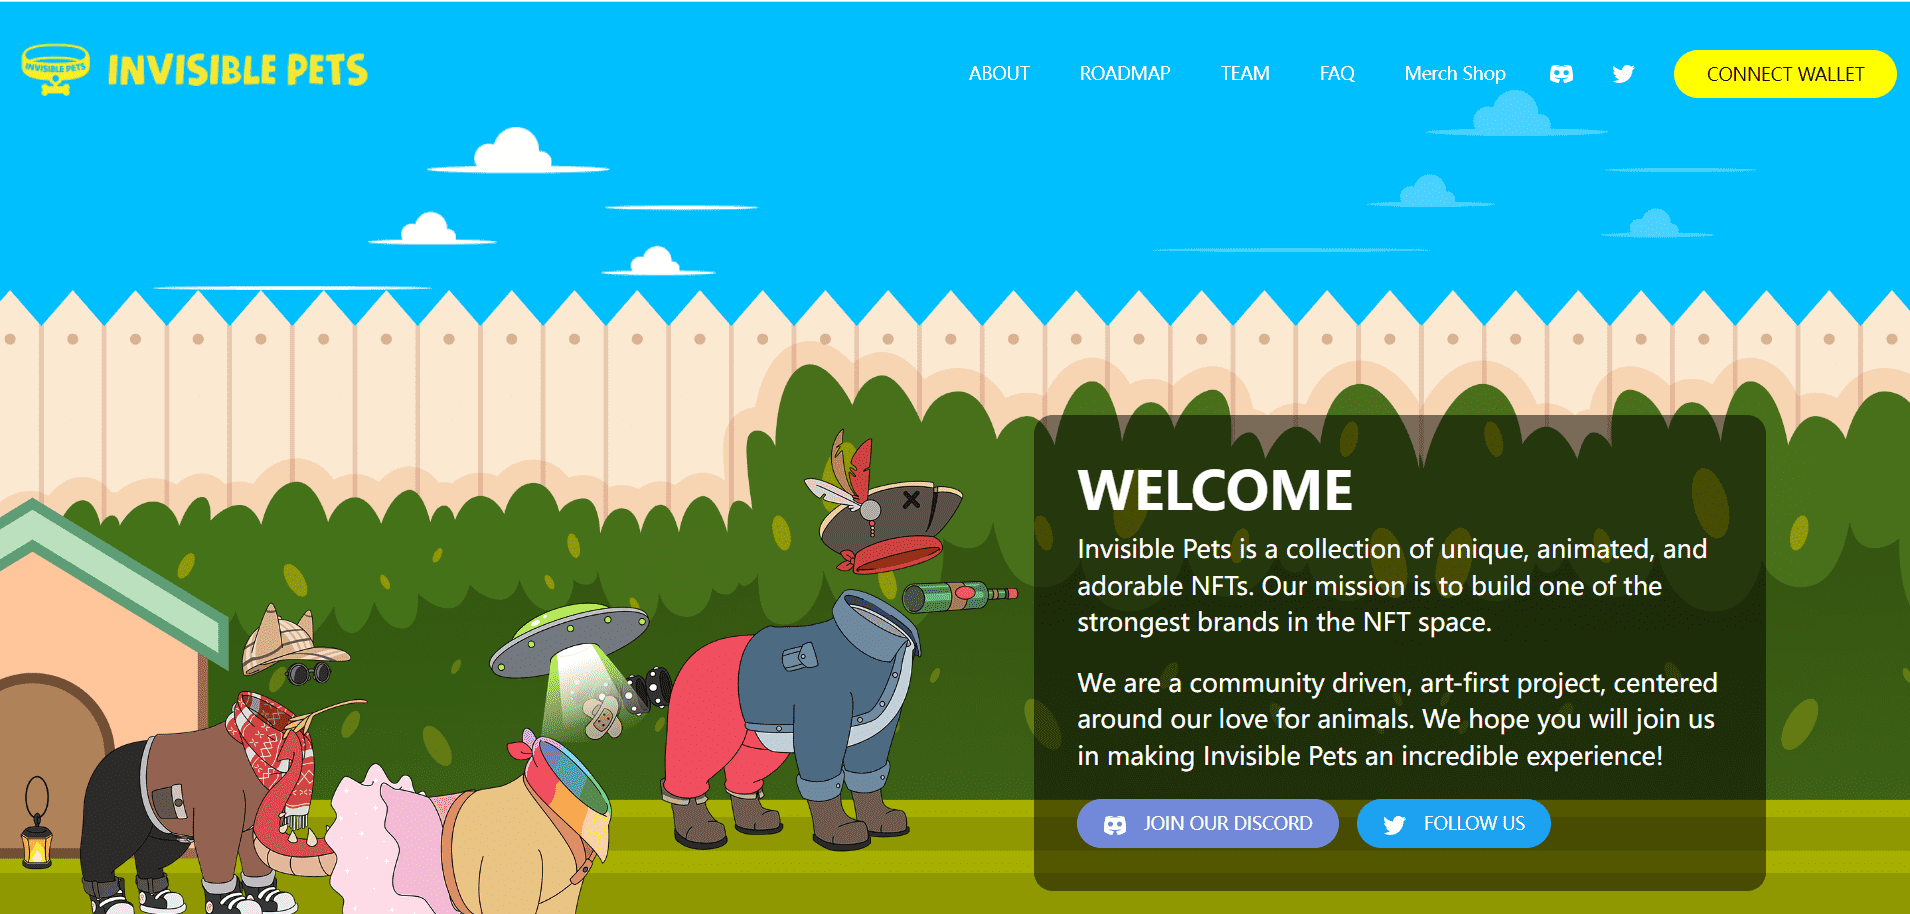 INVISIBLE PETS
INVISIBLE PETS
ABOUT
ROADMAP
TEAM
FAQ
Merch Shop
CONNECT WALLET
WELCOME
Invisible Pets is a collection of unique, animated, and
adorable NFTs. Our mission is to build one of the
strongest brands in the NFT space.
We are a community driven, art-first project, centered
around our love for animals. We hope you will join us
in making Invisible Pets an incredible experience!
JOIN OUR DISCORD
FOLLOW US